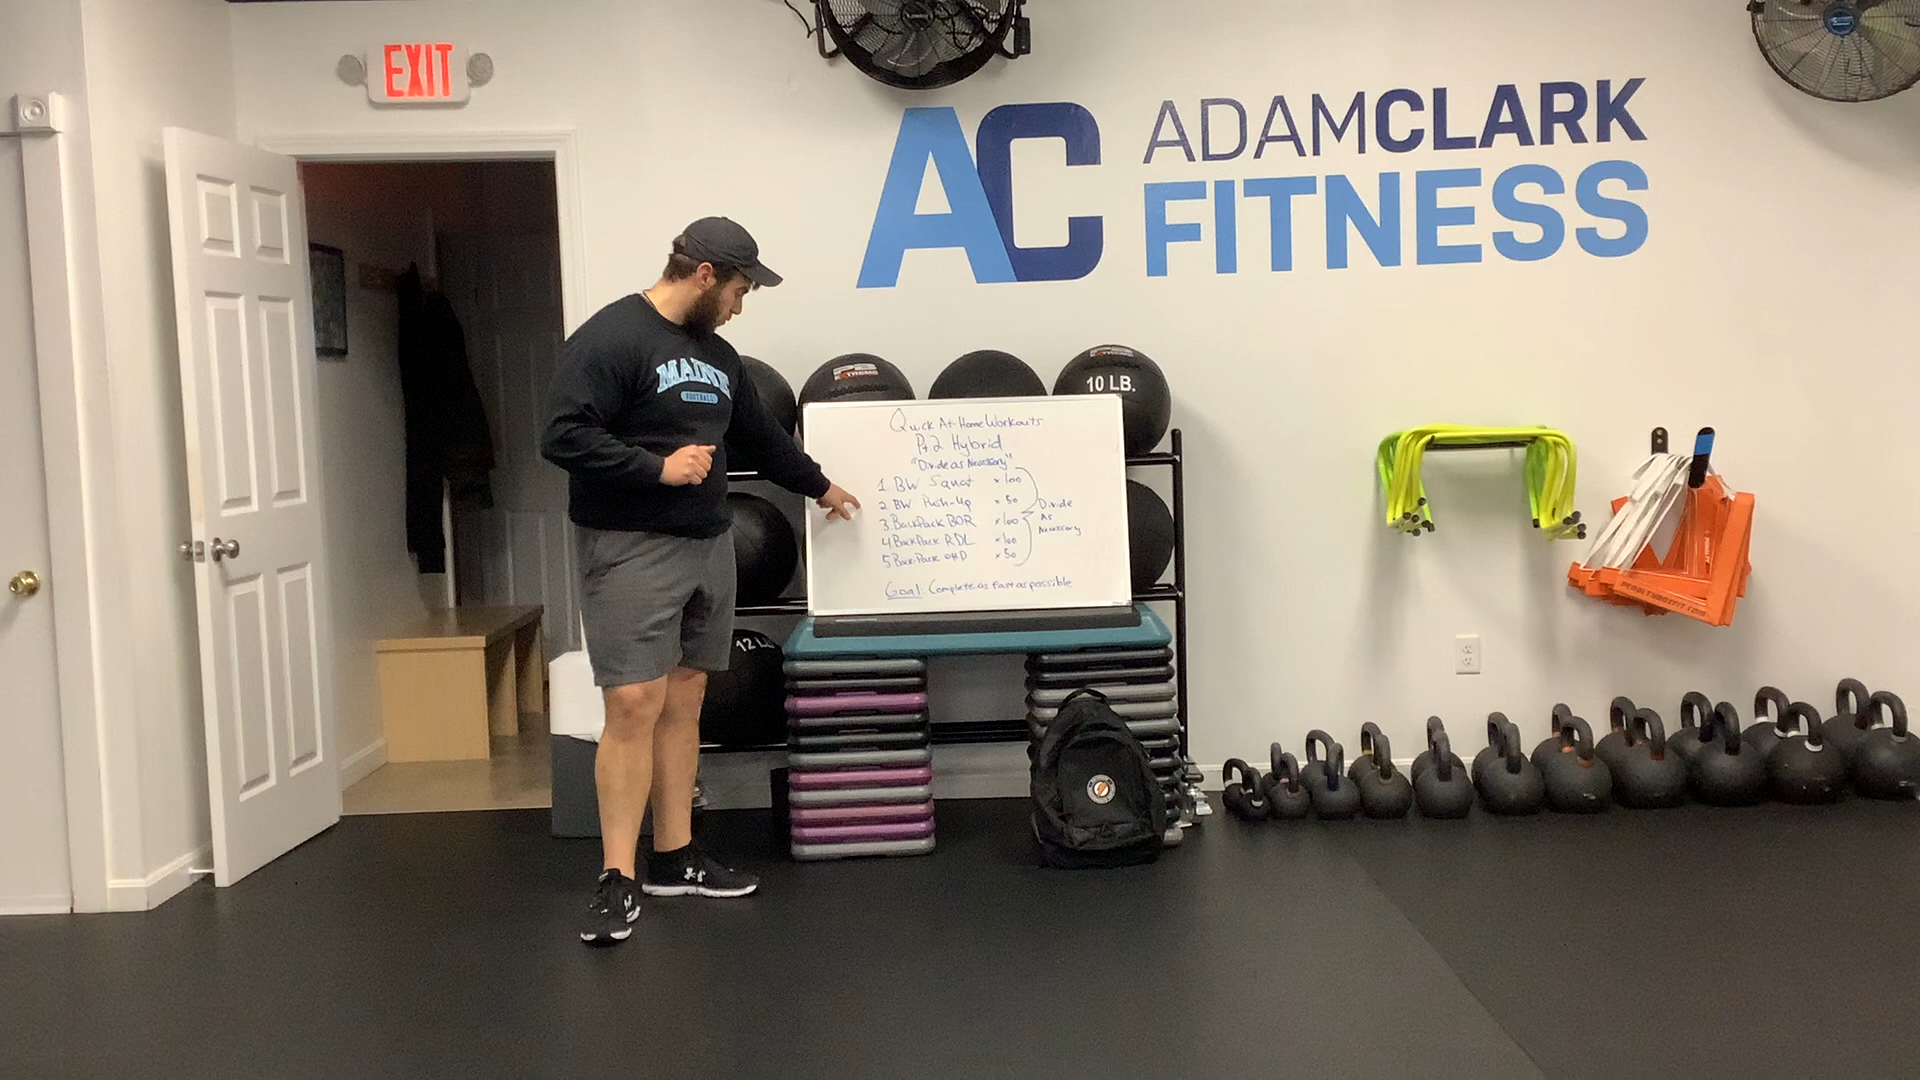 EXIT
AC
ADAMCLARK
FITNESS
MAINE
FOOTBALL
10 LB.
12 LB
Quick At-Home Workouts
Pt.2 Hybrid
"Divide as Necessary"
1. BW Squat x100
2. BW Push-Up x50
3. BackPack BOR x100
4 BackPack RDL x100
5 BackPack OHP x50
Divide
As
Necessary
Goal: Complete as fast as possible